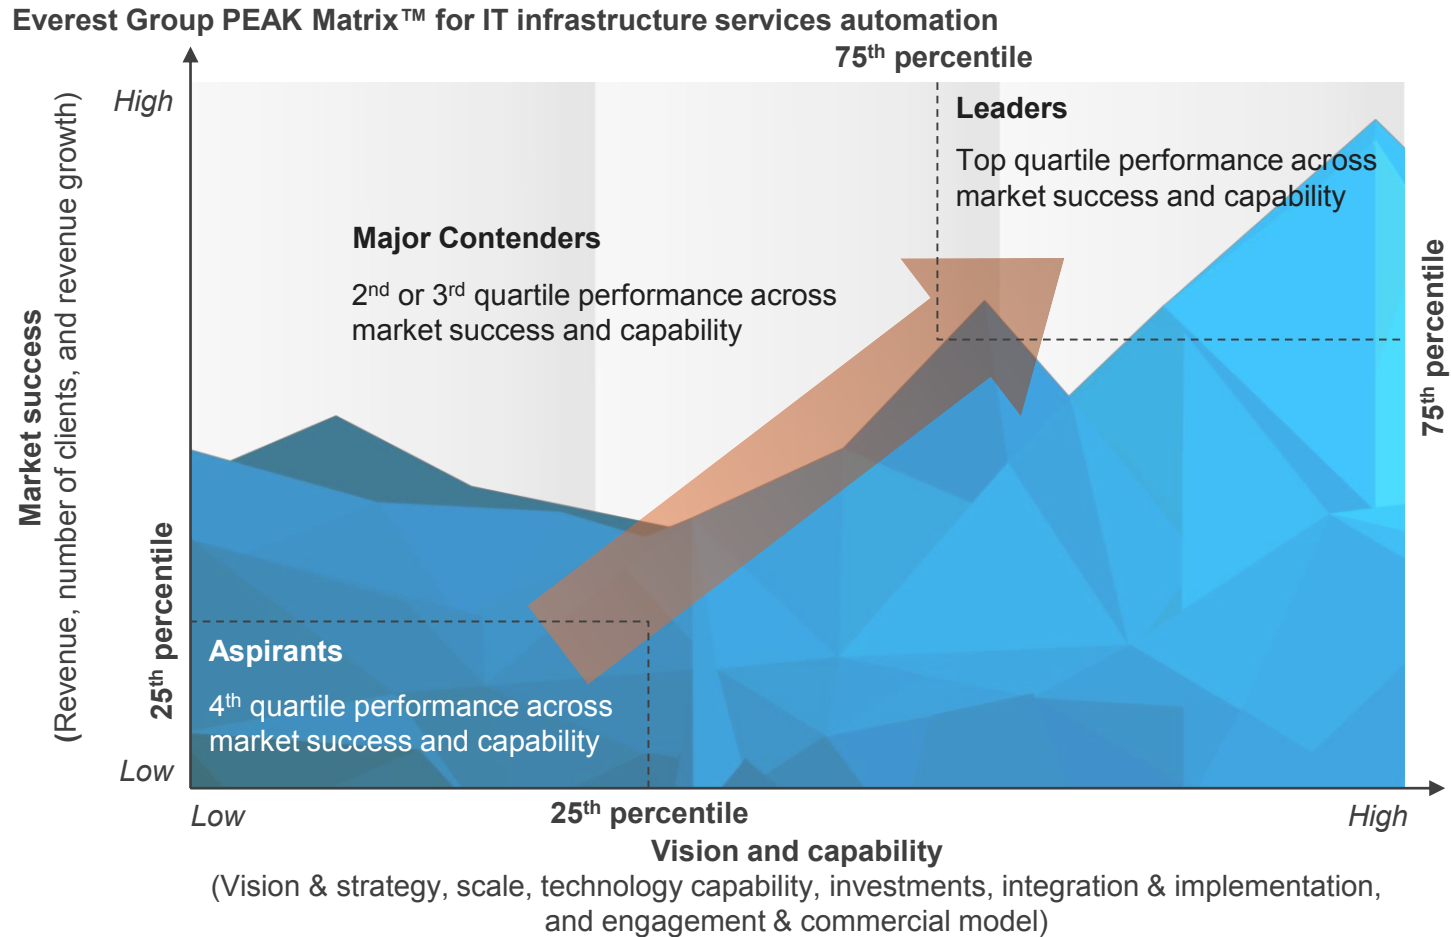 Everest Group PEAK Matrix™ for IT infrastructure services automation
75th percentile
High
Leaders
Top quartile performance across
market success and capability
Major Contenders
2nd or 3rd quartile performance across
market success and capability
75th percentile
Market success
(Revenue, number of clients, and revenue growth)
25th percentile
Aspirants
4th quartile performance across
market success and capability
Low
Low
25th percentile
High
Vision and capability
(Vision & strategy, scale, technology capability, investments, integration & implementation,
and engagement & commercial model)